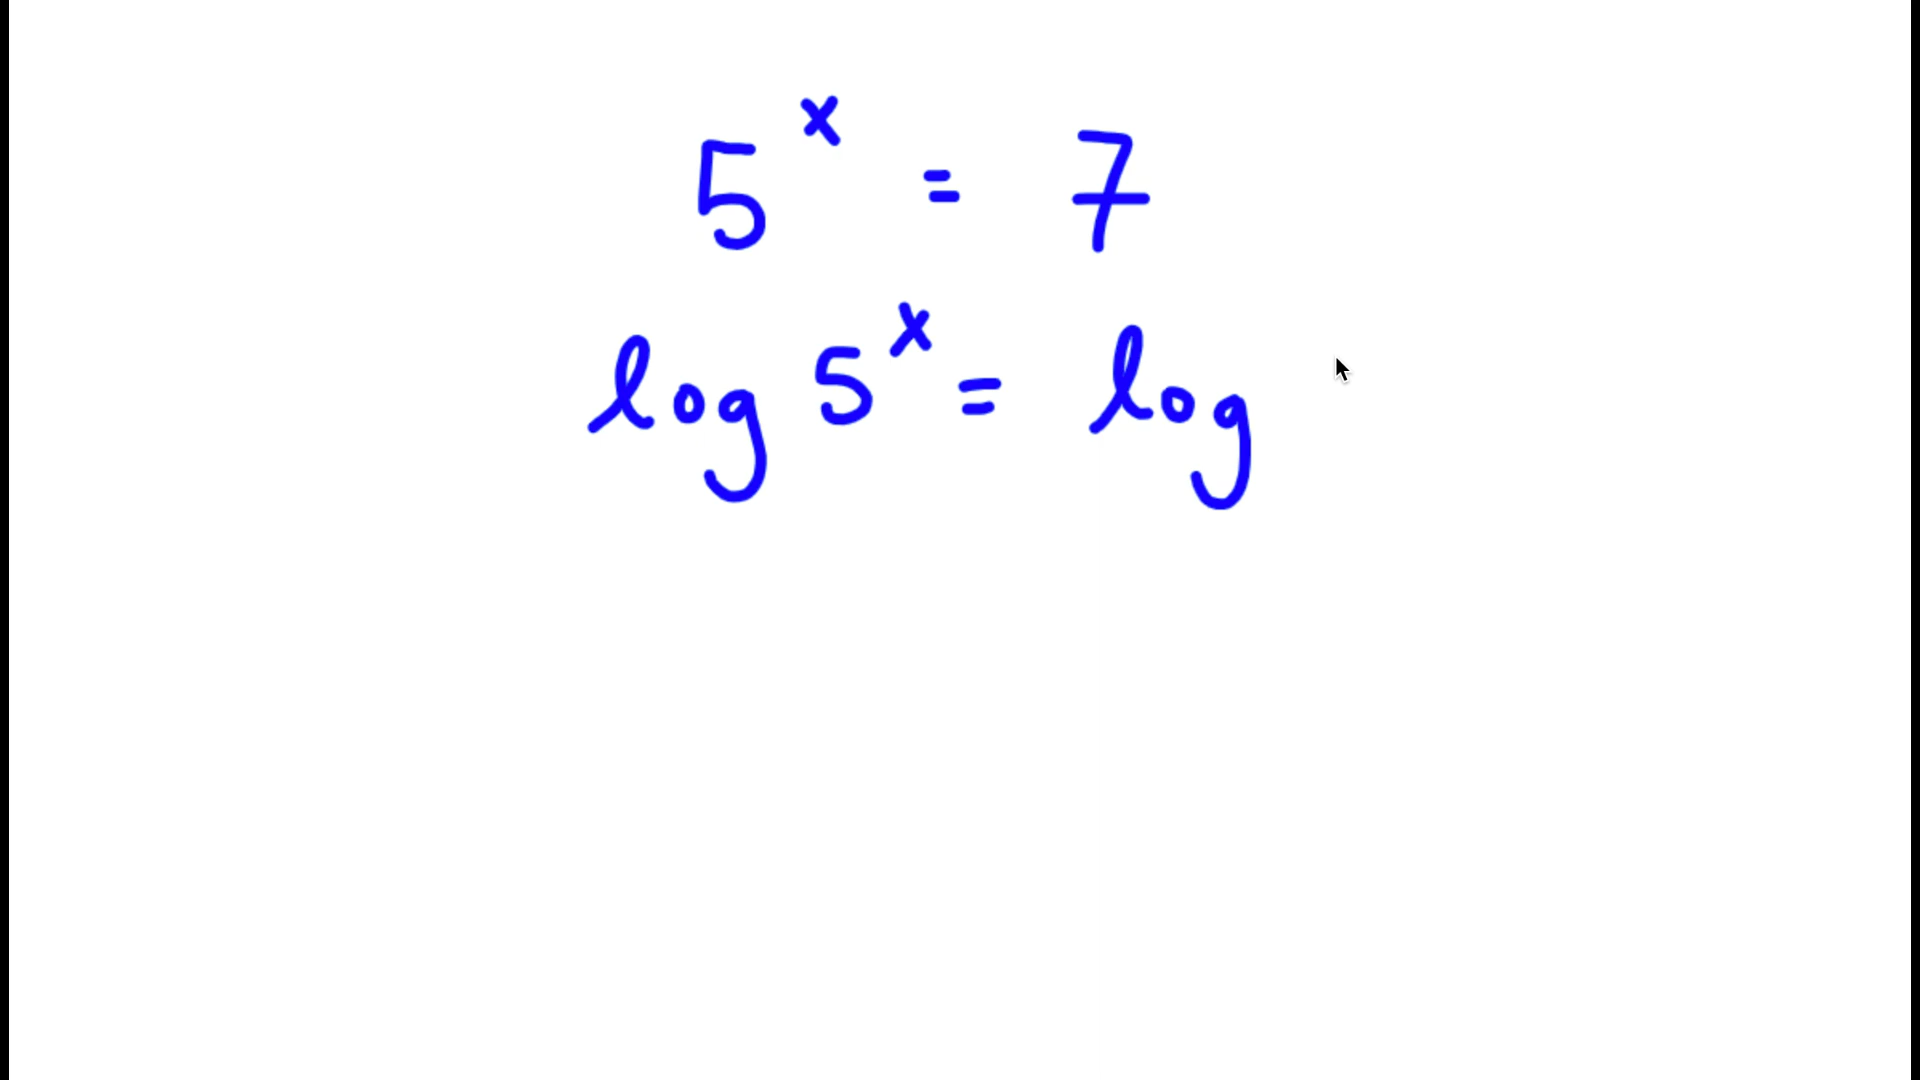 5^x = 7
log 5^x = log